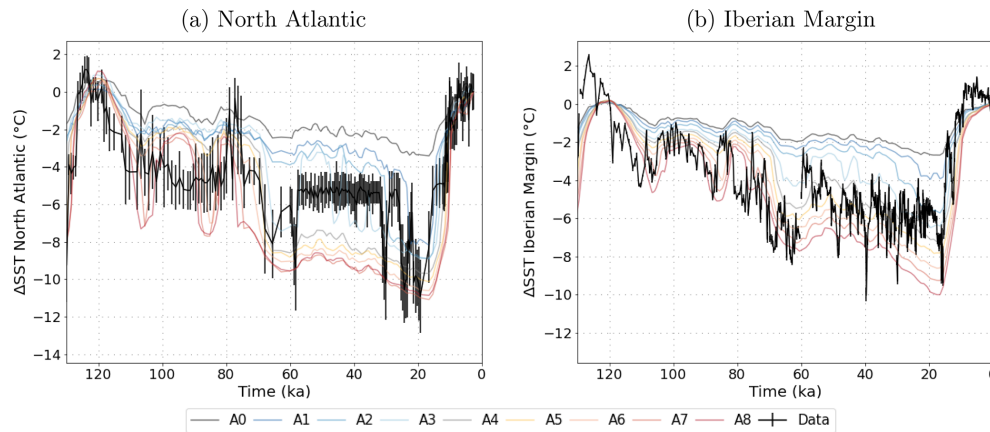 (a) North Atlantic
(b) Iberian Margin
ΔSST North Atlantic (°C)
2
0
−2
−4
−6
−8
−10
−12
−14
120 100 80 60 40 20 0
Time (ka)
ΔSST Iberian Margin (°C)
2
0
−2
−4
−6
−8
−10
−12
120 100 80 60 40 20 0
Time (ka)
A0 A1 A2 A3 A4 A5 A6 A7 A8 Data